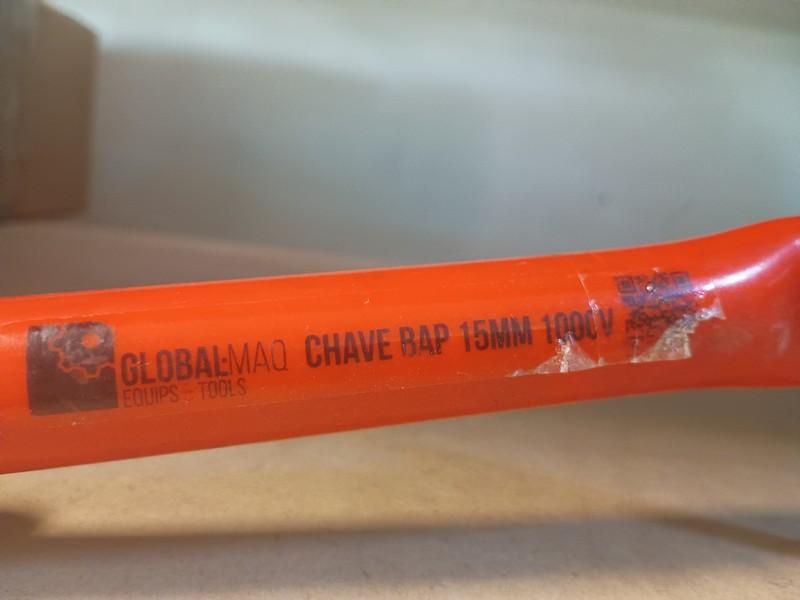 GLOBAL-MAQ
EQUIPS - TOOLS
CHAVE BAP 15MM 1000V